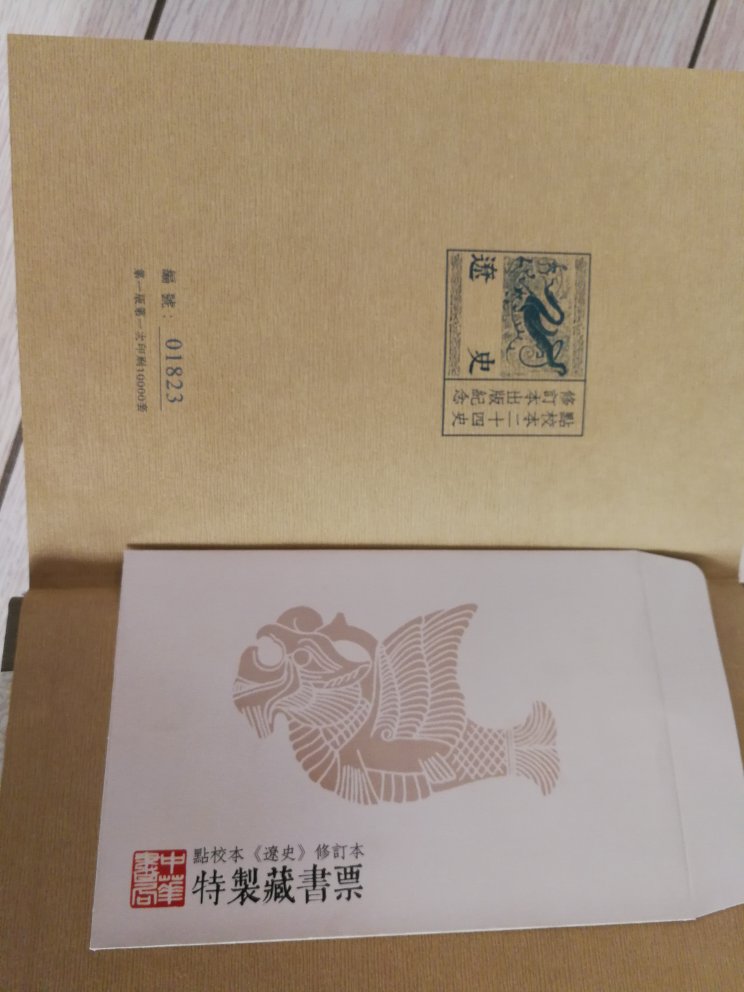 遼史
點校本二十四史
修訂本出版紀念
編號：01823
第一版第一次印刷10000套
點校本《遼史》修訂本
特製藏書票
中華書局